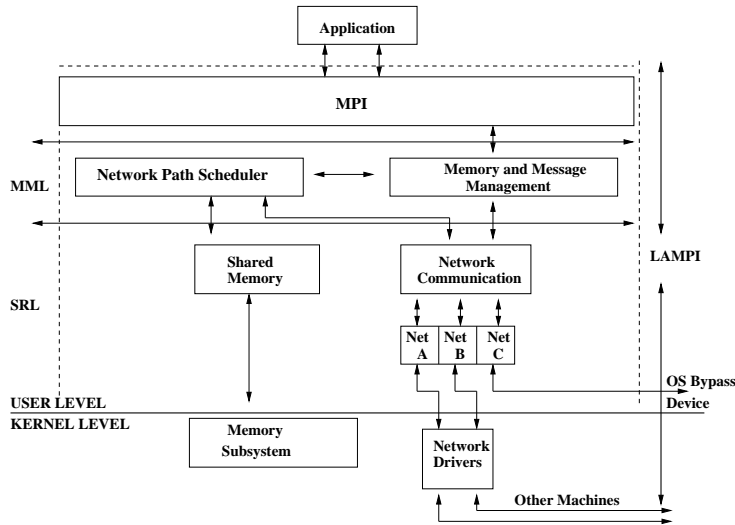 Application
MPI
MML
Network Path Scheduler
Memory and Message
Management
Shared
Memory
Network
Communication
LAMPI
SRL
Net
A
Net
B
Net
C
OS Bypass
USER LEVEL
Device
KERNEL LEVEL
Memory
Subsystem
Network
Drivers
Other Machines